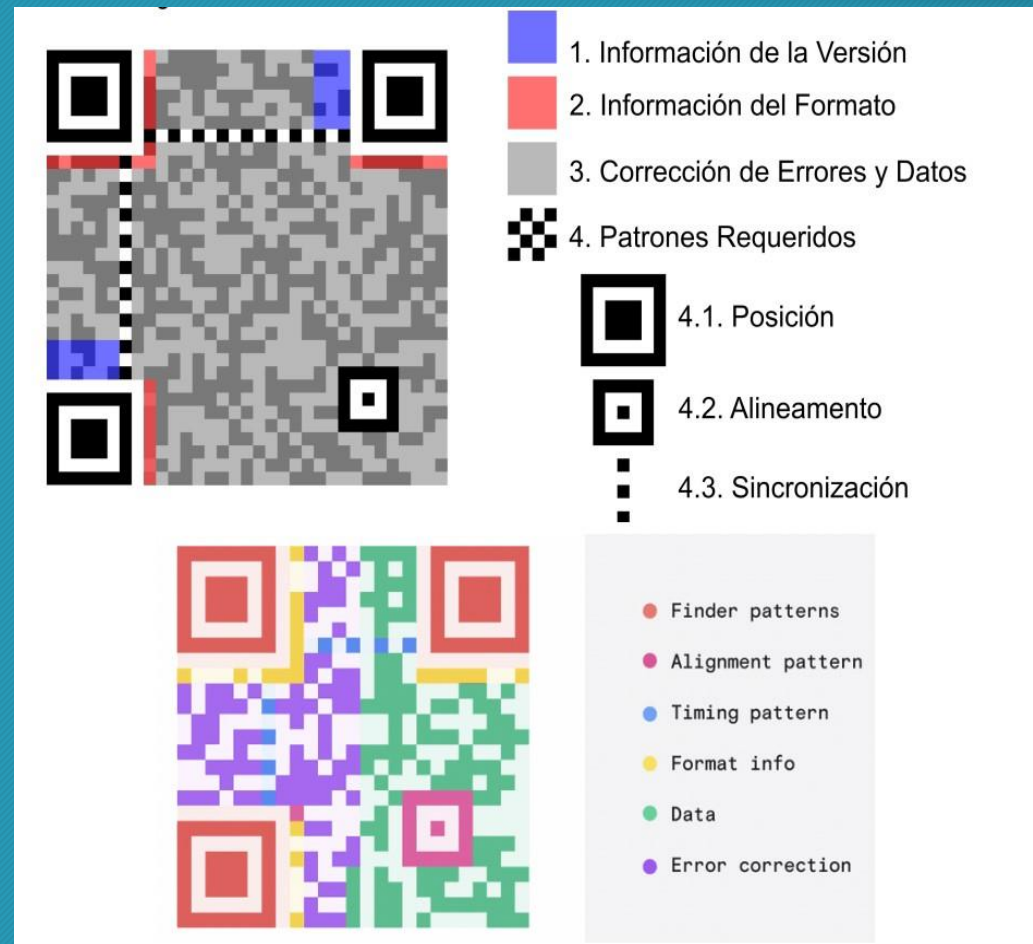 1. Información de la Versión
2. Información del Formato
3. Corrección de Errores y Datos
4. Patrones Requeridos
4.1. Posición
4.2. Alineamento
4.3. Sincronización
Finder patterns
Alignment pattern
Timing pattern
Format info
Data
Error correction